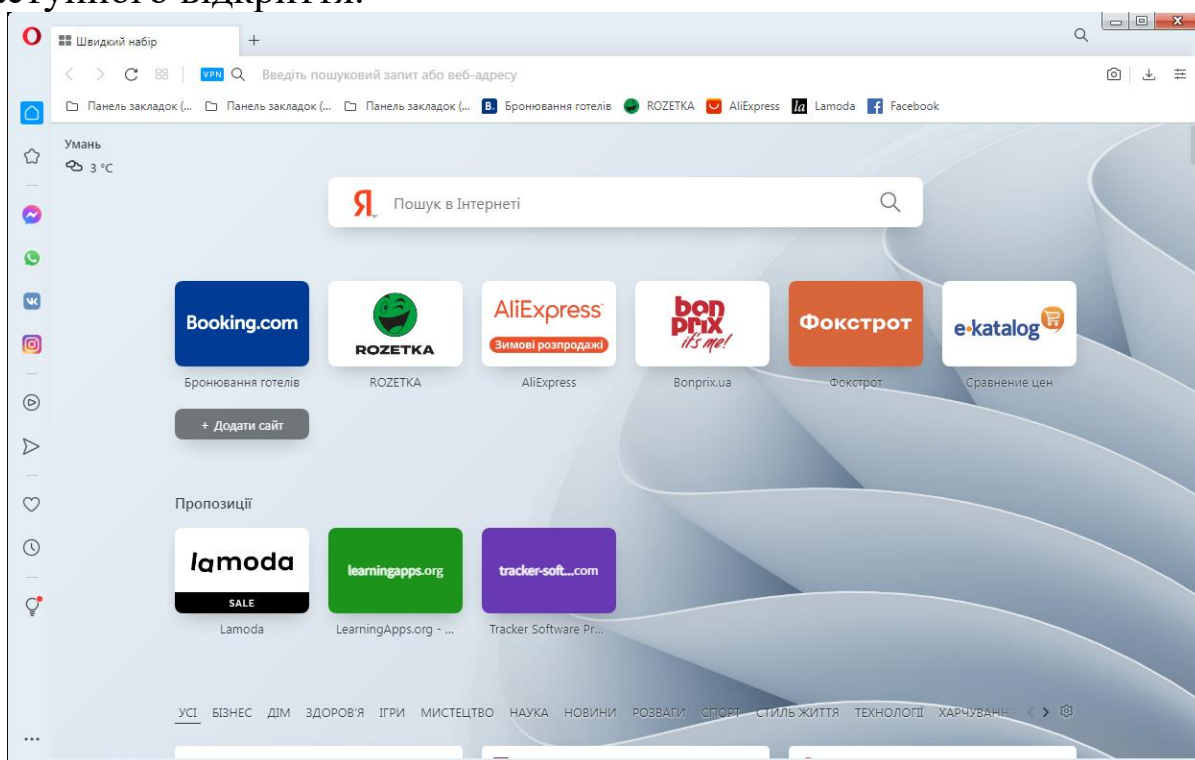 відкриття.
Швидкий набір
VPN Введіть пошуковий запит або веб-адресу
Панель закладок (... Панель закладок (... Панель закладок (... B. Бронювання готелів ROZETKA AliExpress la Lamoda Facebook
Умань
3 °C
Я Пошук в Інтернеті
Booking.com
ROZETKA
AliExpress
Зимові розпродажі
bon prix
it's me!
Фокстрот
e-katalog
Бронювання готелів ROZETKA AliExpress Bonprix.ua Фокстрот Сравнение цен
+ Додати сайт
Пропозиції
lamoda
SALE
learningapps.org
tracker-soft...com
Lamoda LearningApps.org - ... Tracker Software Pr...
УСІ БІЗНЕС ДІМ ЗДОРОВ'Я ІГРИ МИСТЕЦТВО НАУКА НОВИНИ РОЗВАГИ СПОРТ СТИЛЬ ЖИТТЯ ТЕХНОЛОГІЇ ХАРЧУВАННЯ